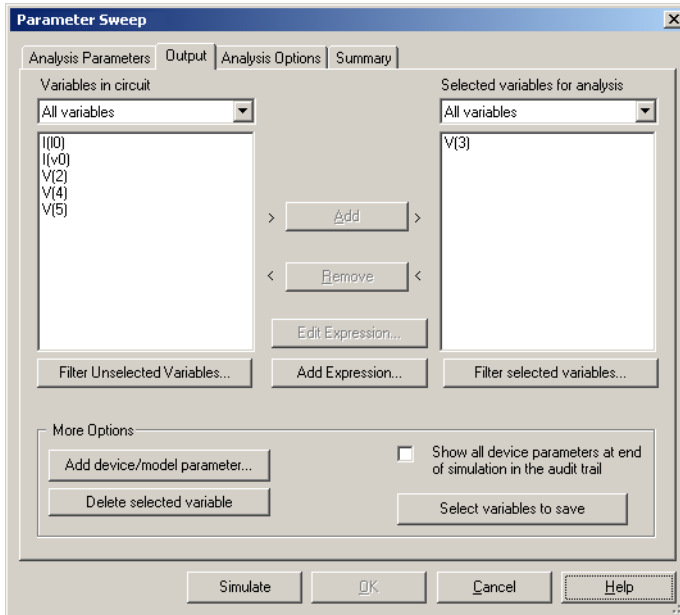 Parameter Sweep
Analysis Parameters Output Analysis Options Summary
Variables in circuit
Selected variables for analysis
All variables
All variables
I(l0)
I(v0)
V(2)
V(4)
V(5)
V(3)
> Add >
< Remove <
Edit Expression...
Filter Unselected Variables...
Add Expression...
Filter selected variables...
More Options
Add device/model parameter...
Delete selected variable
Show all device parameters at end
of simulation in the audit trail
Select variables to save
Simulate
OK
Cancel
Help